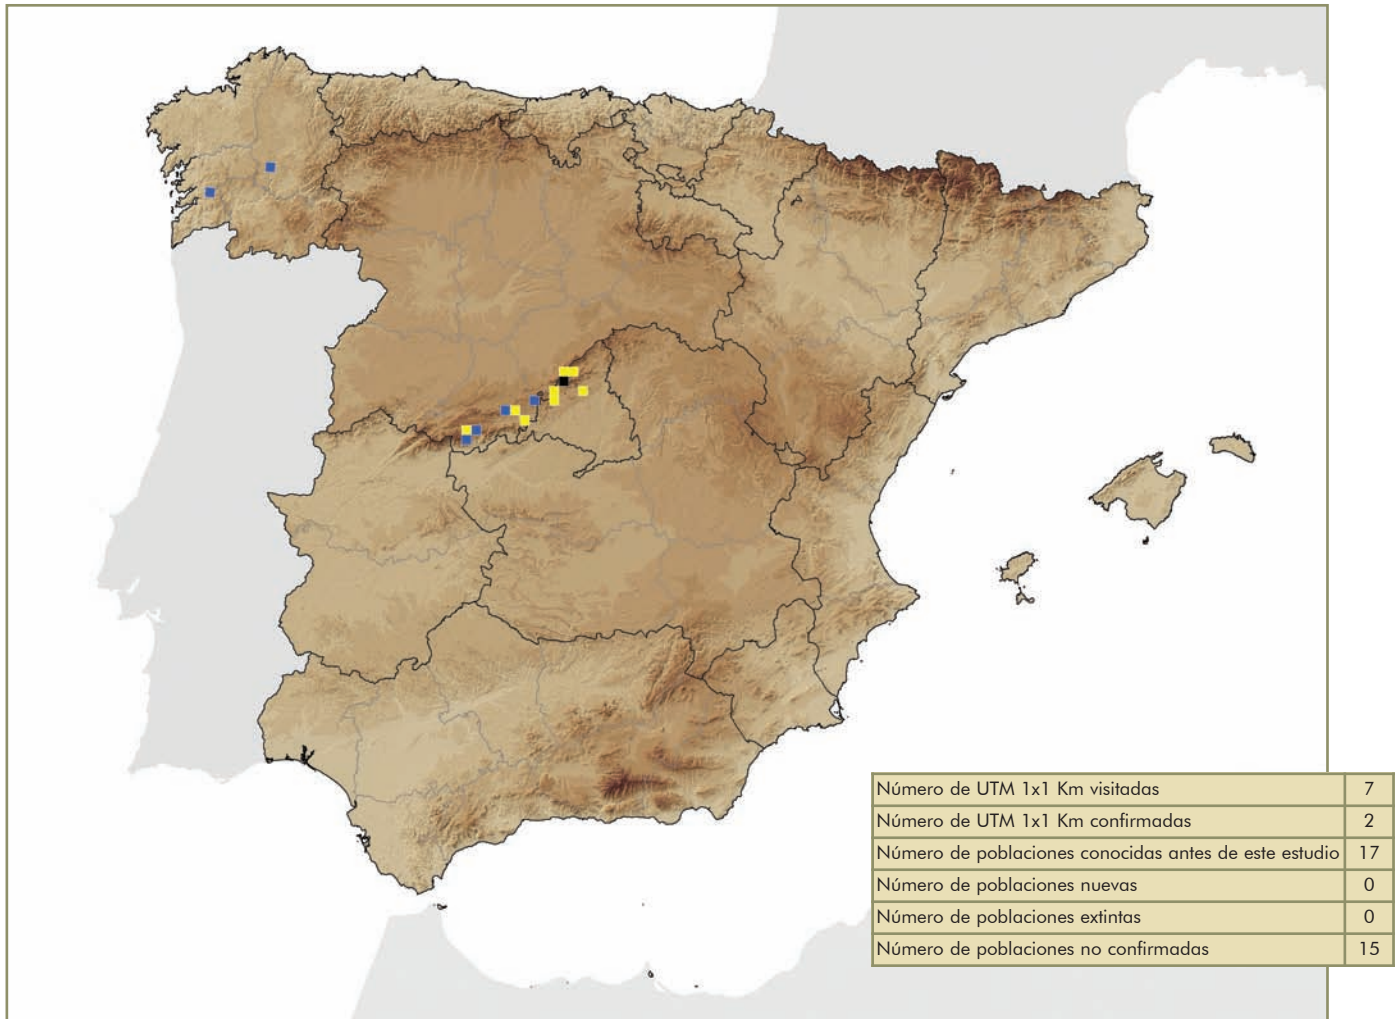 Número de UTM 1x1 Km visitadas 7
Número de UTM 1x1 Km confirmadas 2
Número de poblaciones conocidas antes de este estudio 17
Número de poblaciones nuevas 0
Número de poblaciones extintas 0
Número de poblaciones no confirmadas 15